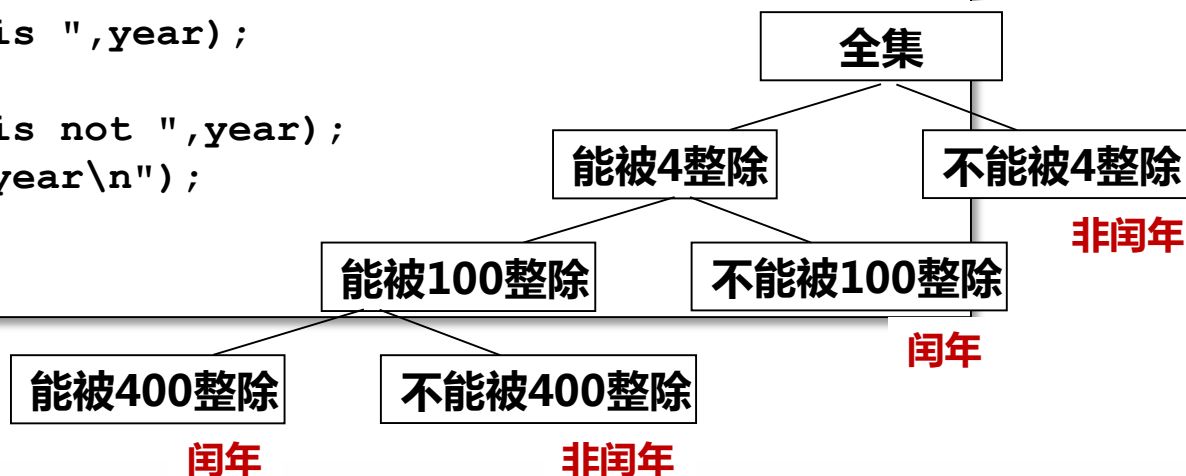 is ",year);
is not ",year);
year\n");
全集
能被4整除
不能被4整除
非闰年
能被100整除
不能被100整除
闰年
能被400整除
不能被400整除
闰年
非闰年